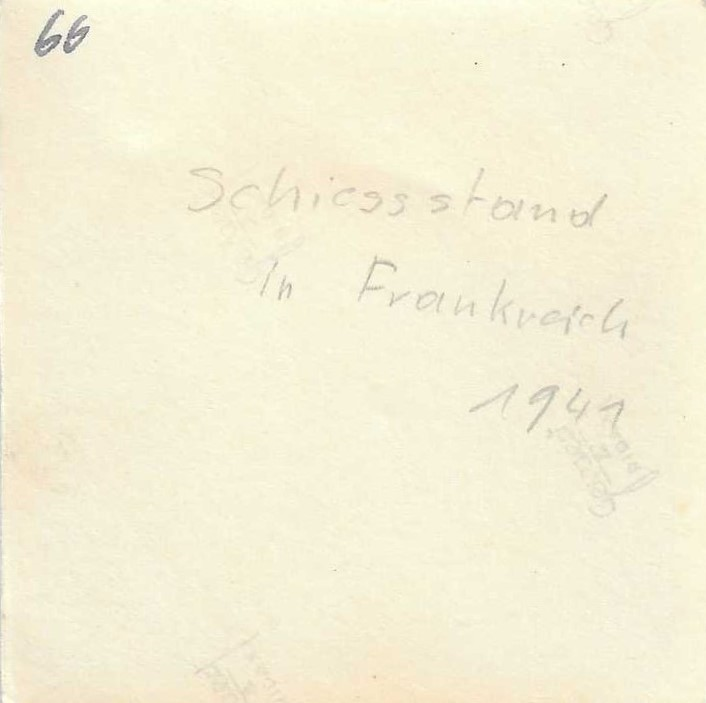 66
Schiessstand
in Frankreich
1941